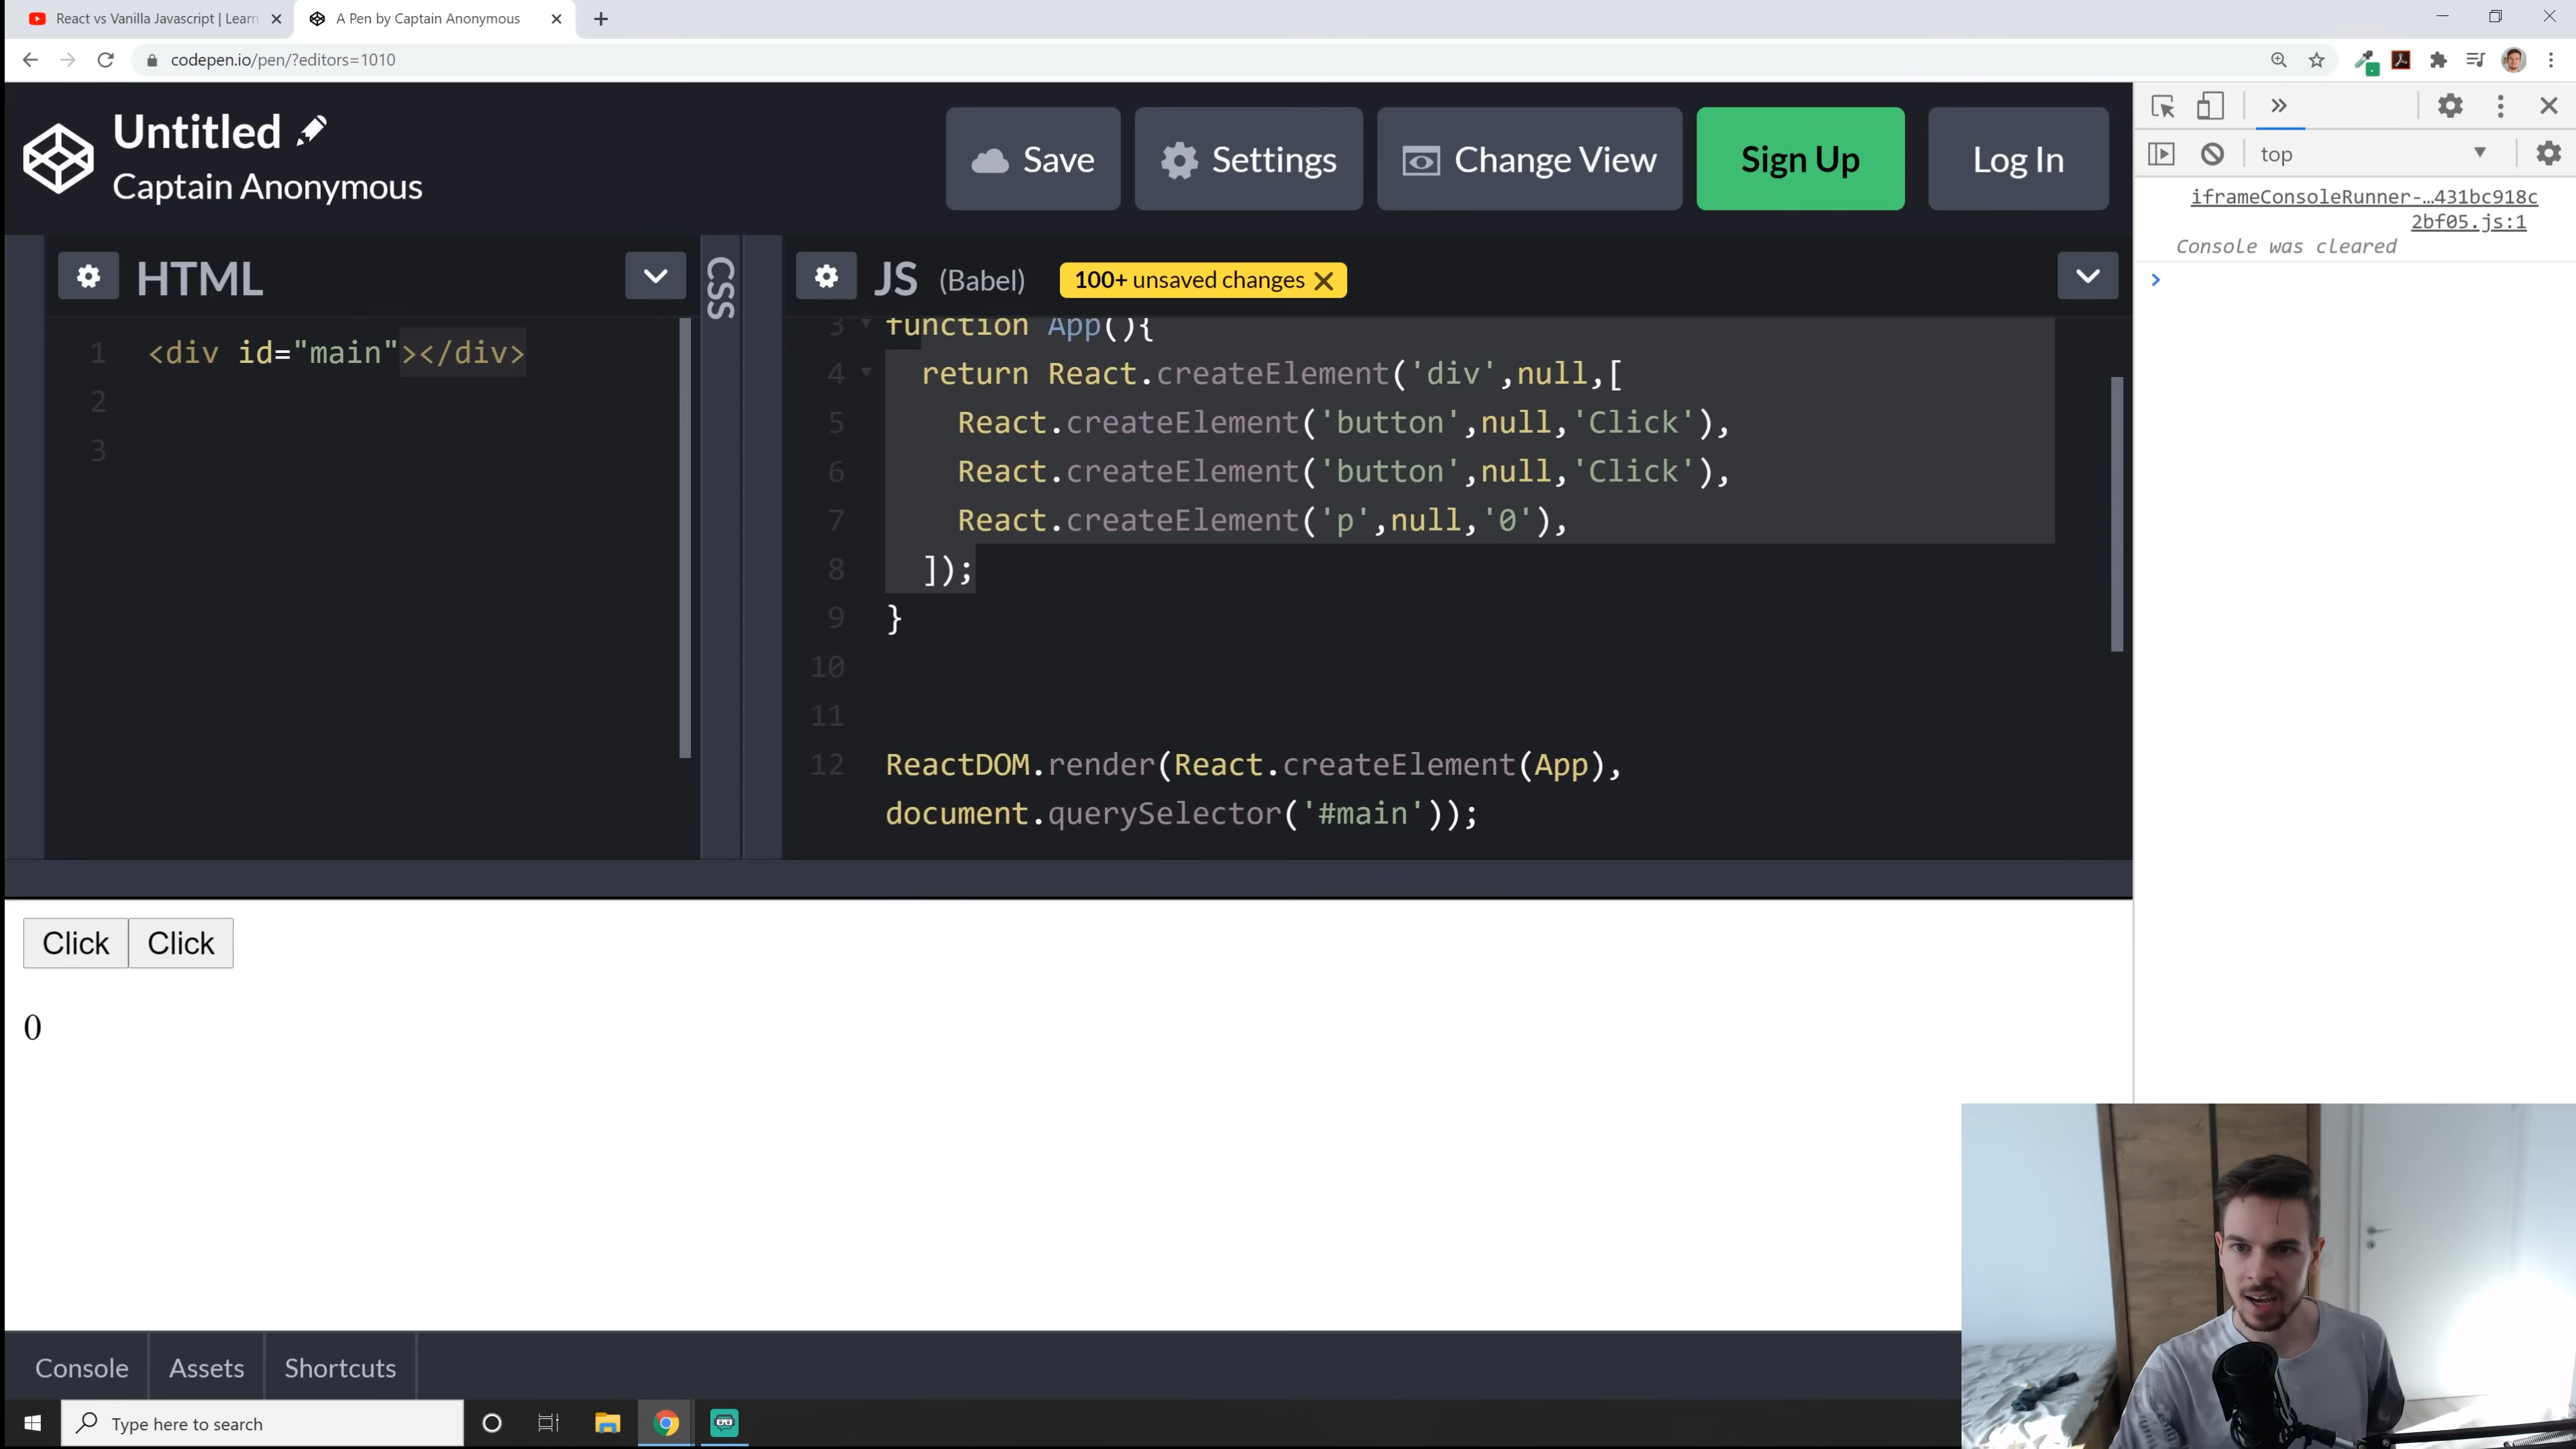 React vs Vanilla Javascript | Learn
A Pen by Captain Anonymous
codepen.io/pen/?editors=1010
Untitled
Captain Anonymous
Save
Settings
Change View
Sign Up
Log In
top
iframeConsoleRunner-…431bc918c
2bf05.js:1
Console was cleared
HTML
CSS
JS (Babel)
100+ unsaved changes
1 <div id="main"></div>
2
3
3 function App(){
4 return React.createElement('div',null,[
5 React.createElement('button',null,'Click'),
6 React.createElement('button',null,'Click'),
7 React.createElement('p',null,'0'),
8 ]);
9 }
10
11
12 ReactDOM.render(React.createElement(App),
document.querySelector('#main'));
Click Click
0
Console
Assets
Shortcuts
Type here to search